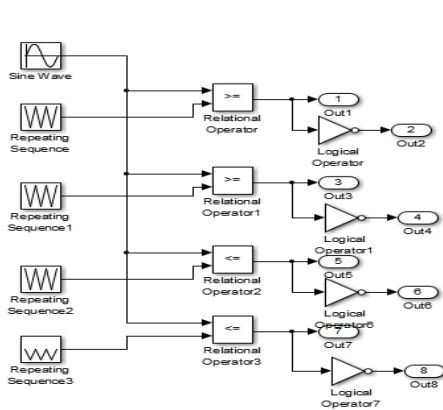 Sine Wave
>=
1
Out1
Relational
Operator
2
Out2
Repeating
Sequence
Logical
Operator
>=
3
Out3
Relational
Operator1
4
Out4
Repeating
Sequence1
Logical
Operator1
<=
5
Out5
Relational
Operator2
6
Out6
Repeating
Sequence2
Logical
Operator6
<=
7
Out7
Relational
Operator3
8
Out8
Repeating
Sequence3
Logical
Operator7